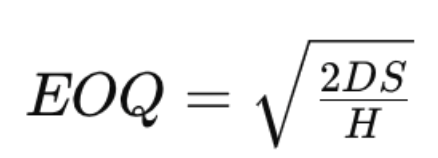 EOQ = √(2DS/H)